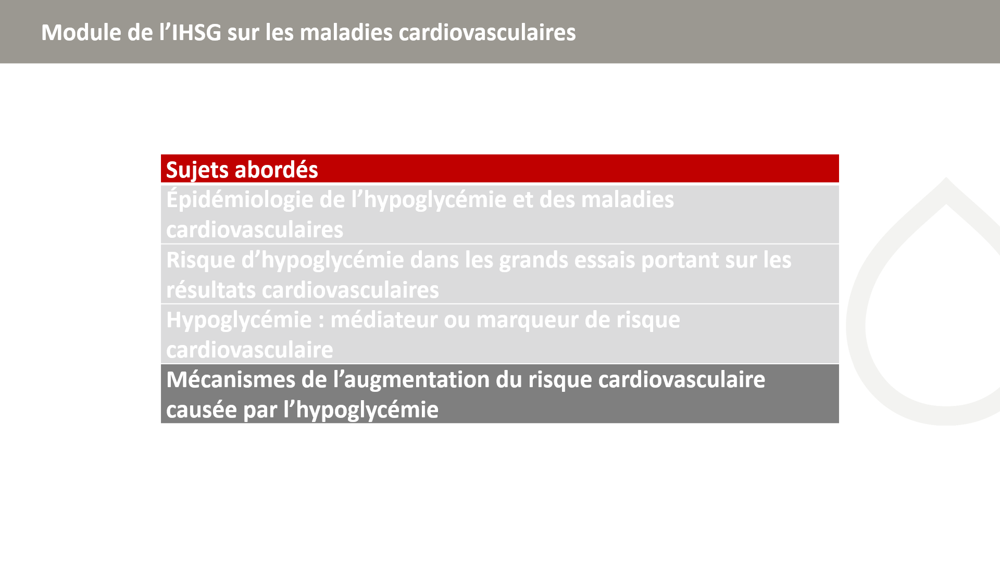 Module de l’IHSG sur les maladies cardiovasculaires
Sujets abordés
Épidémiologie de l’hypoglycémie et des maladies
cardiovasculaires
Risque d’hypoglycémie dans les grands essais portant sur les
résultats cardiovasculaires
Hypoglycémie : médiateur ou marqueur de risque
cardiovasculaire
Mécanismes de l’augmentation du risque cardiovasculaire
causée par l’hypoglycémie